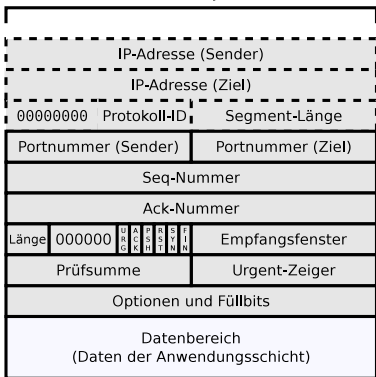 IP-Adresse (Sender)
IP-Adresse (Ziel)
00000000 Protokoll-ID Segment-Länge
Portnummer (Sender) Portnummer (Ziel)
Seq-Nummer
Ack-Nummer
Länge 000000 URG ACK PSH RST SYN FIN Empfangsfenster
Prüfsumme Urgent-Zeiger
Optionen und Füllbits
Datenbereich
(Daten der Anwendungsschicht)